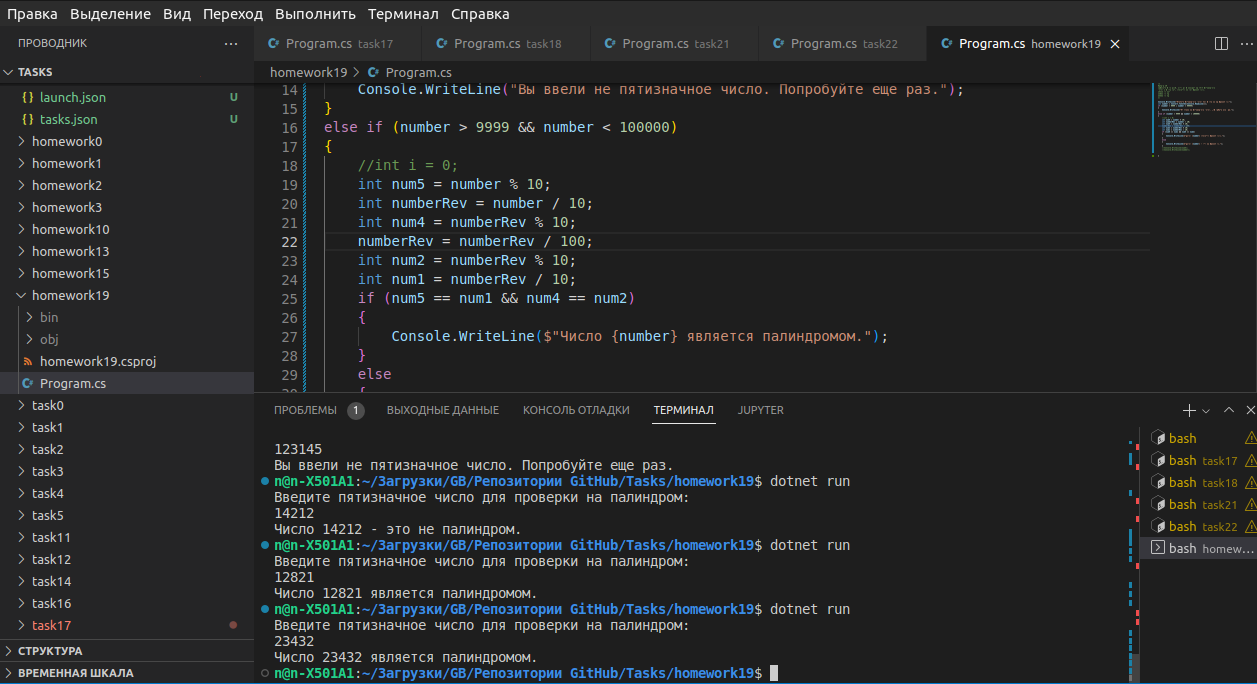 Правка Выделение Вид Переход Выполнить Терминал Справка
ПРОВОДНИК ···
Program.cs task17 Program.cs task18 Program.cs task21 Program.cs task22 Program.cs homework19
TASKS
launch.json U
tasks.json U
homework0
homework1
homework2
homework3
homework10
homework13
homework15
homework19
bin
obj
homework19.csproj
Program.cs
task0
task1
task2
task3
task4
task5
task11
task12
task14
task16
task17
СТРУКТУРА
ВРЕМЕННАЯ ШКАЛА
homework19 > Program.cs
14 Console.WriteLine("Вы ввели не пятизначное число. Попробуйте еще раз.");
15 }
16 else if (number > 9999 && number < 100000)
17 {
18 //int i = 0;
19 int num5 = number % 10;
20 int numberRev = number / 10;
21 int num4 = numberRev % 10;
22 numberRev = numberRev / 100;
23 int num2 = numberRev % 10;
24 int num1 = numberRev / 10;
25 if (num5 == num1 && num4 == num2)
26 {
27 Console.WriteLine($"Число {number} является палиндромом.");
28 }
29 else
30 {
ПРОБЛЕМЫ 1 ВЫХОДНЫЕ ДАННЫЕ КОНСОЛЬ ОТЛАДКИ ТЕРМИНАЛ JUPYTER
123145
Вы ввели не пятизначное число. Попробуйте еще раз.
n@n-X501A1:~/Загрузки/GB/Репозитории GitHub/Tasks/homework19$ dotnet run
Введите пятизначное число для проверки на палиндром:
14212
Число 14212 - это не палиндром.
n@n-X501A1:~/Загрузки/GB/Репозитории GitHub/Tasks/homework19$ dotnet run
Введите пятизначное число для проверки на палиндром:
12821
Число 12821 является палиндромом.
n@n-X501A1:~/Загрузки/GB/Репозитории GitHub/Tasks/homework19$ dotnet run
Введите пятизначное число для проверки на палиндром:
23432
Число 23432 является палиндромом.
n@n-X501A1:~/Загрузки/GB/Репозитории GitHub/Tasks/homework19$
bash
bash task17
bash task18
bash task21
bash task22
bash homew...